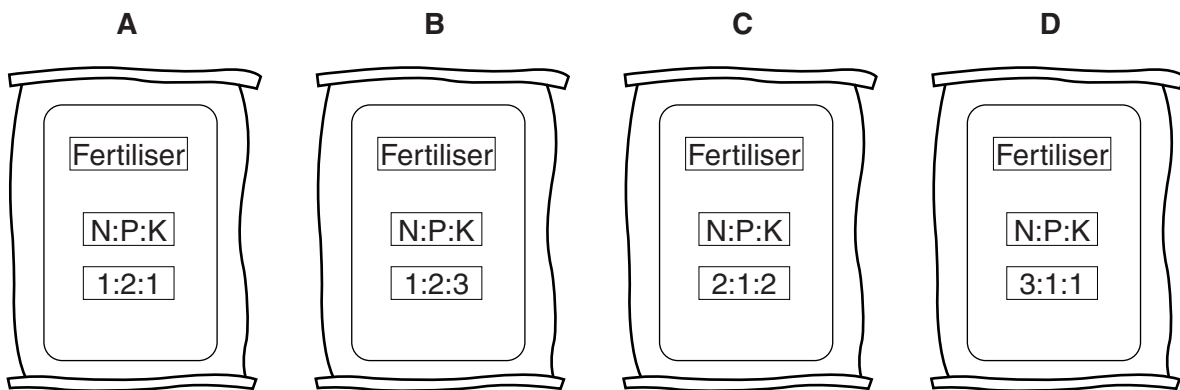 A B C D
Fertiliser Fertiliser Fertiliser Fertiliser
N:P:K N:P:K N:P:K N:P:K
1:2:1 1:2:3 2:1:2 3:1:1